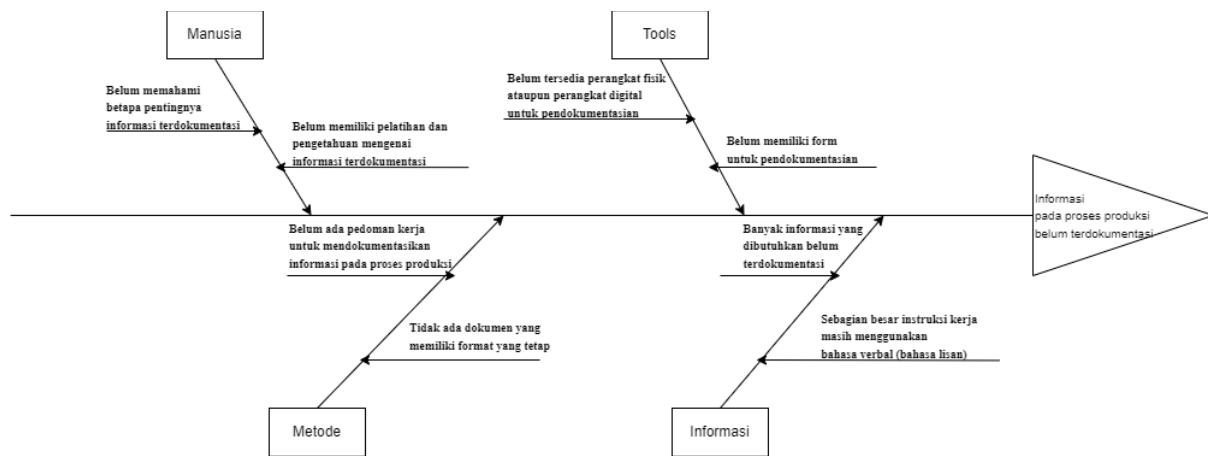 Manusia
Tools
Belum memahami
betapa pentingnya
informasi terdokumentasi
Belum memiliki pelatihan dan
pengetahuan mengenai
informasi terdokumentasi
Belum tersedia perangkat fisik
ataupun perangkat digital
untuk pendokumentasian
Belum memiliki form
untuk pendokumentasian
Informasi
pada proses produksi
belum terdokumentasi
Belum ada pedoman kerja
untuk mendokumentasikan
informasi pada proses produksi
Tidak ada dokumen yang
memiliki format yang tetap
Banyak informasi yang
dibutuhkan belum
terdokumentasi
Sebagian besar instruksi kerja
masih menggunakan
bahasa verbal (bahasa lisan)
Metode
Informasi